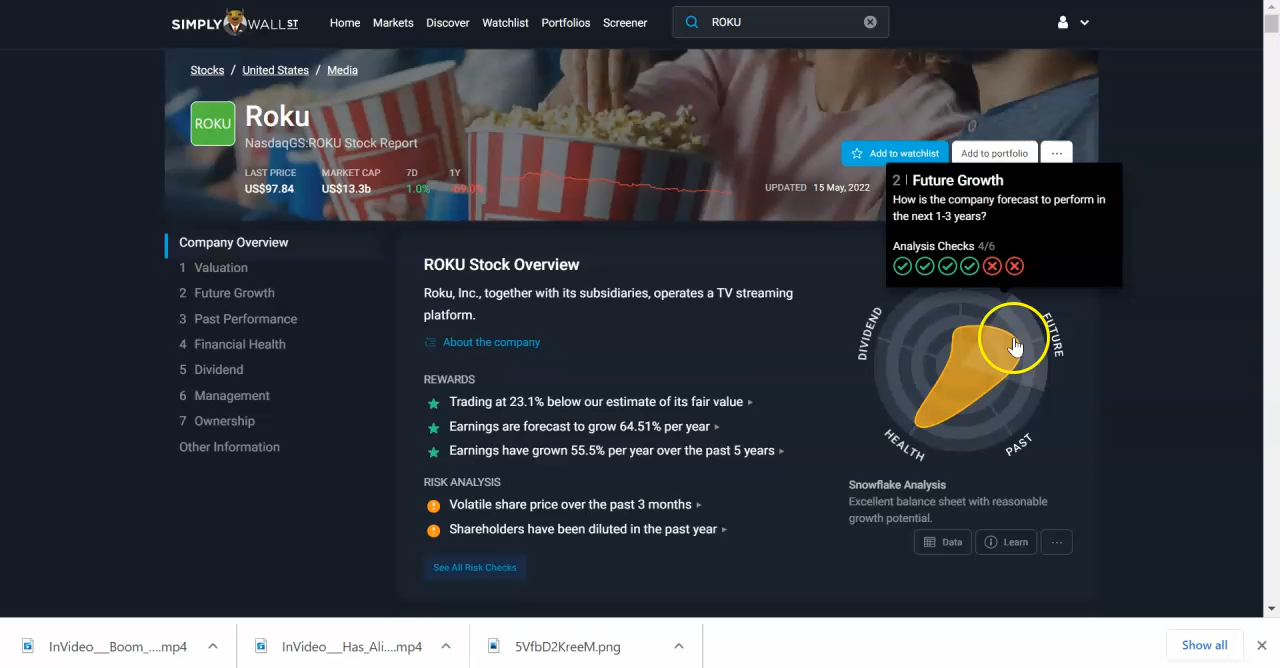 SIMPLY WALL ST
Home Markets Discover Watchlist Portfolios Screener
ROKU
Stocks / United States / Media
ROKU
Roku
NasdaqGS:ROKU Stock Report
LAST PRICE MARKET CAP 7D 1Y
US$97.84 US$13.3b 1.0% -69.0%
UPDATED 15 May, 2022
Add to watchlist Add to portfolio ...
2 | Future Growth
How is the company forecast to perform in
the next 1-3 years?
Analysis Checks 4/6
Company Overview
1 Valuation
2 Future Growth
3 Past Performance
4 Financial Health
5 Dividend
6 Management
7 Ownership
Other Information
ROKU Stock Overview
Roku, Inc., together with its subsidiaries, operates a TV streaming
platform.
About the company
REWARDS
Trading at 23.1% below our estimate of its fair value
Earnings are forecast to grow 64.51% per year
Earnings have grown 55.5% per year over the past 5 years
RISK ANALYSIS
Volatile share price over the past 3 months
Shareholders have been diluted in the past year
See All Risk Checks
DIVIDEND
FUTURE
HEALTH
PAST
Snowflake Analysis
Excellent balance sheet with reasonable
growth potential.
Data Learn ...
InVideo___Boom_....mp4 InVideo___Has_Ali....mp4 5VfbD2KreeM.png Show all